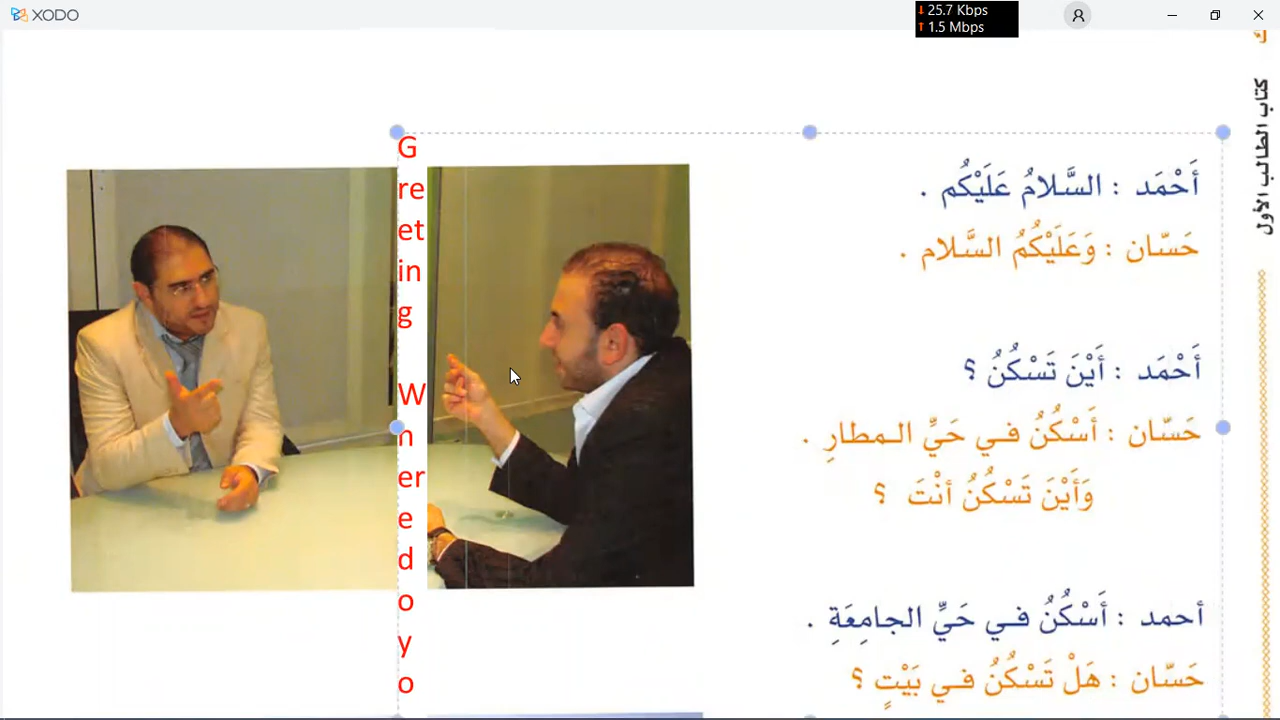 XODO
25.7 Kbps
1.5 Mbps
كتاب الطالب الأول
أَحْمَد : السَّلامُ عَلَيْكُم .
حَسّان : وَعَلَيْكُمُ السَّلام .
أَحْمَد : أَيْنَ تَسْكُنُ ؟
حَسّان : أَسْكُنُ فـي حَيِّ الـمطارِ .
وَأَيْنَ تَسْكُنُ أنْتَ ؟
أحمد : أَسْكُنُ فـي حَيِّ الجامِعَةِ .
حَسّان : هَلْ تَسْكُنُ فـي بَيْتٍ ؟
G
re
et
in
g
W
h
er
e
d
o
y
o